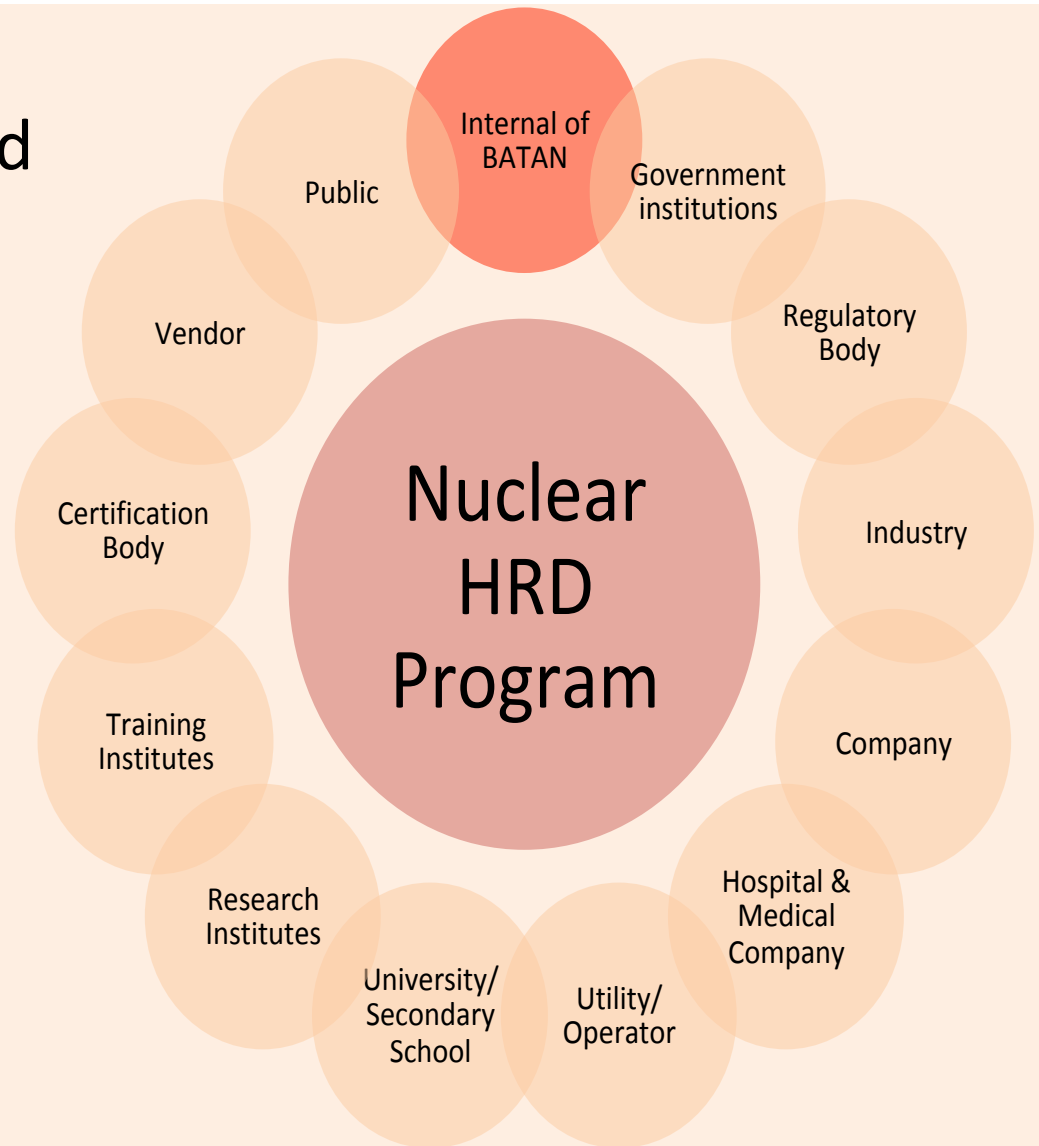 d
Internal of
BATAN
Government
institutions
Public
Regulatory
Body
Vendor
Industry
Certification
Body
Nuclear
HRD
Program
Company
Training
Institutes
Hospital &
Medical
Company
Research
Institutes
University/
Secondary
School
Utility/
Operator